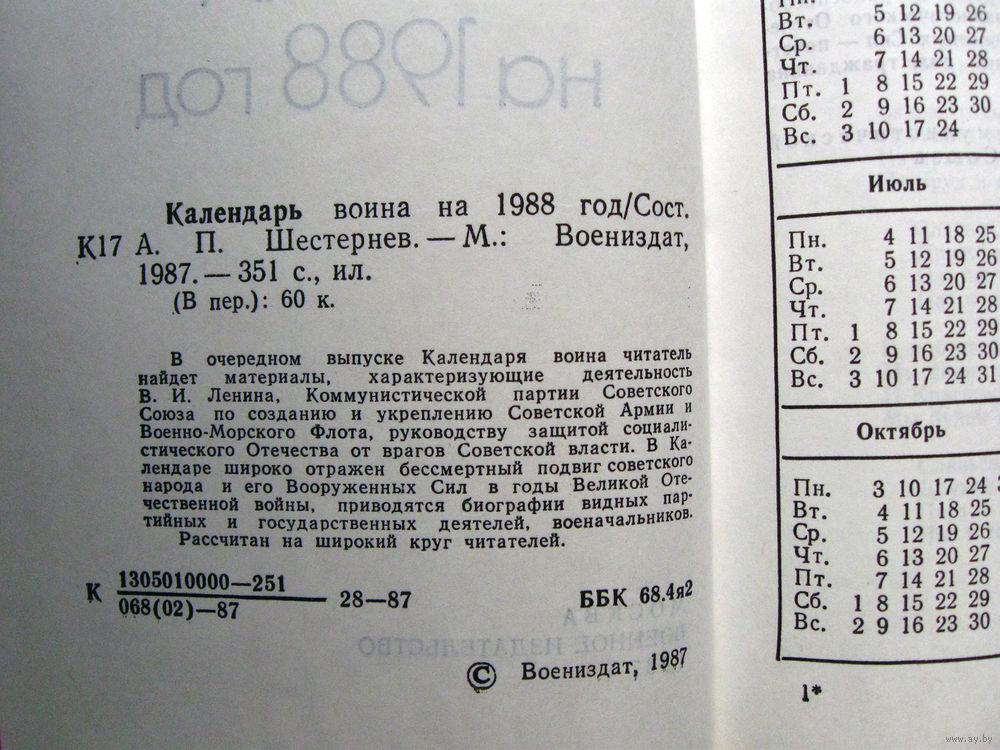 на 1988 год
Календарь воина на 1988 год/Сост.
К17 А. П. Шестернев. — М.: Воениздат,
1987. — 351 с., ил.
(В пер.): 60 к.
В очередном выпуске Календаря воина читатель
найдет материалы, характеризующие деятельность
В. И. Ленина, Коммунистической партии Советского
Союза по созданию и укреплению Советской Армии и
Военно-Морского Флота, руководству защитой социали-
стического Отечества от врагов Советской власти. В Ка-
лендаре широко отражен бессмертный подвиг советского
народа и его Вооруженных Сил в годы Великой Оте-
чественной войны, приводятся биографии видных пар-
тийных и государственных деятелей, военачальников.
Рассчитан на широкий круг читателей.
К 1305010000—251
068(02)—87
28—87
ББК 68.4я2
МОСКВА
ВОЕННОЕ ИЗДАТЕЛЬСТВО
© Воениздат, 1987
Пн.
Вт. 5 12 19 26
Ср. 6 13 20 27
Чт. 7 14 21 28
Пт. 1 8 15 22 29
Сб. 2 9 16 23 30
Вс. 3 10 17 24
Июль
Пн. 4 11 18 25
Вт. 5 12 19 26
Ср. 6 13 20 27
Чт. 7 14 21 28
Пт. 1 8 15 22 29
Сб. 2 9 16 23 30
Вс. 3 10 17 24 31
Октябрь
Пн. 3 10 17 24
Вт. 4 11 18 25
Ср. 5 12 19 26
Чт. 6 13 20 27
Пт. 7 14 21 28
Сб. 1 8 15 22 29
Вс. 2 9 16 23 30
1*
www.ay.by